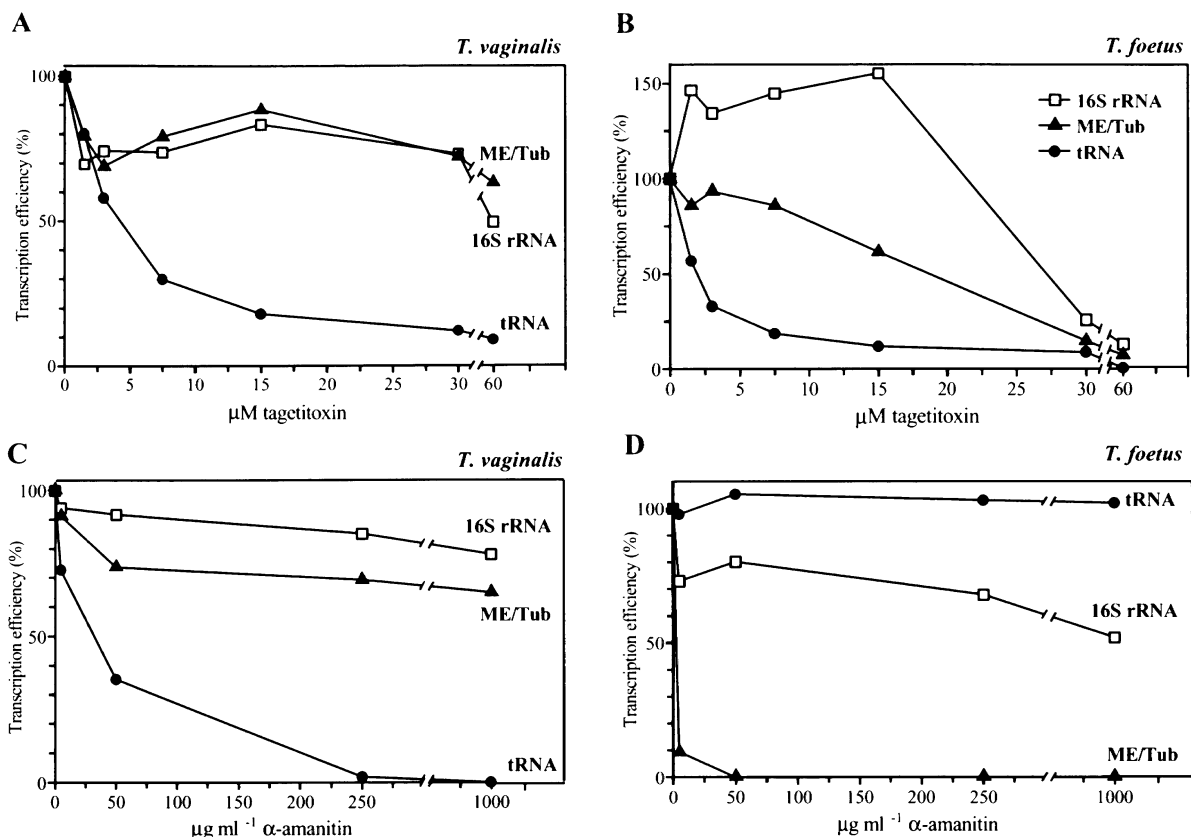 A
T. vaginalis
Transcription efficiency (%)
100
50
0
ME/Tub
16S rRNA
tRNA
0 5 10 15 20 25 30 60
µM tagetitoxin
B
T. foetus
Transcription efficiency (%)
150
100
50
0
16S rRNA
ME/Tub
tRNA
0 5 10 15 20 25 30 60
µM tagetitoxin
C
T. vaginalis
Transcription efficiency (%)
100
50
0
16S rRNA
ME/Tub
tRNA
0 50 100 150 200 250 1000
µg ml -1 α-amanitin
D
T. foetus
Transcription efficiency (%)
100
50
0
tRNA
16S rRNA
ME/Tub
0 50 100 150 200 250 1000
µg ml -1 α-amanitin